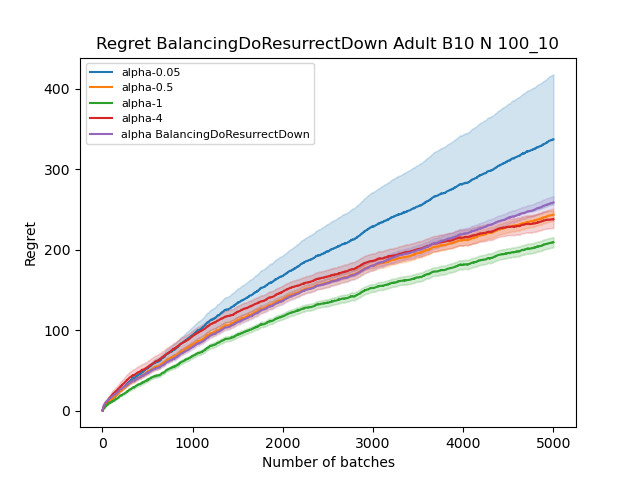 Regret BalancingDoResurrectDown Adult B10 N 100_10
alpha-0.05
alpha-0.5
alpha-1
alpha-4
alpha BalancingDoResurrectDown
Regret
400
300
200
100
0
0 1000 2000 3000 4000 5000
Number of batches